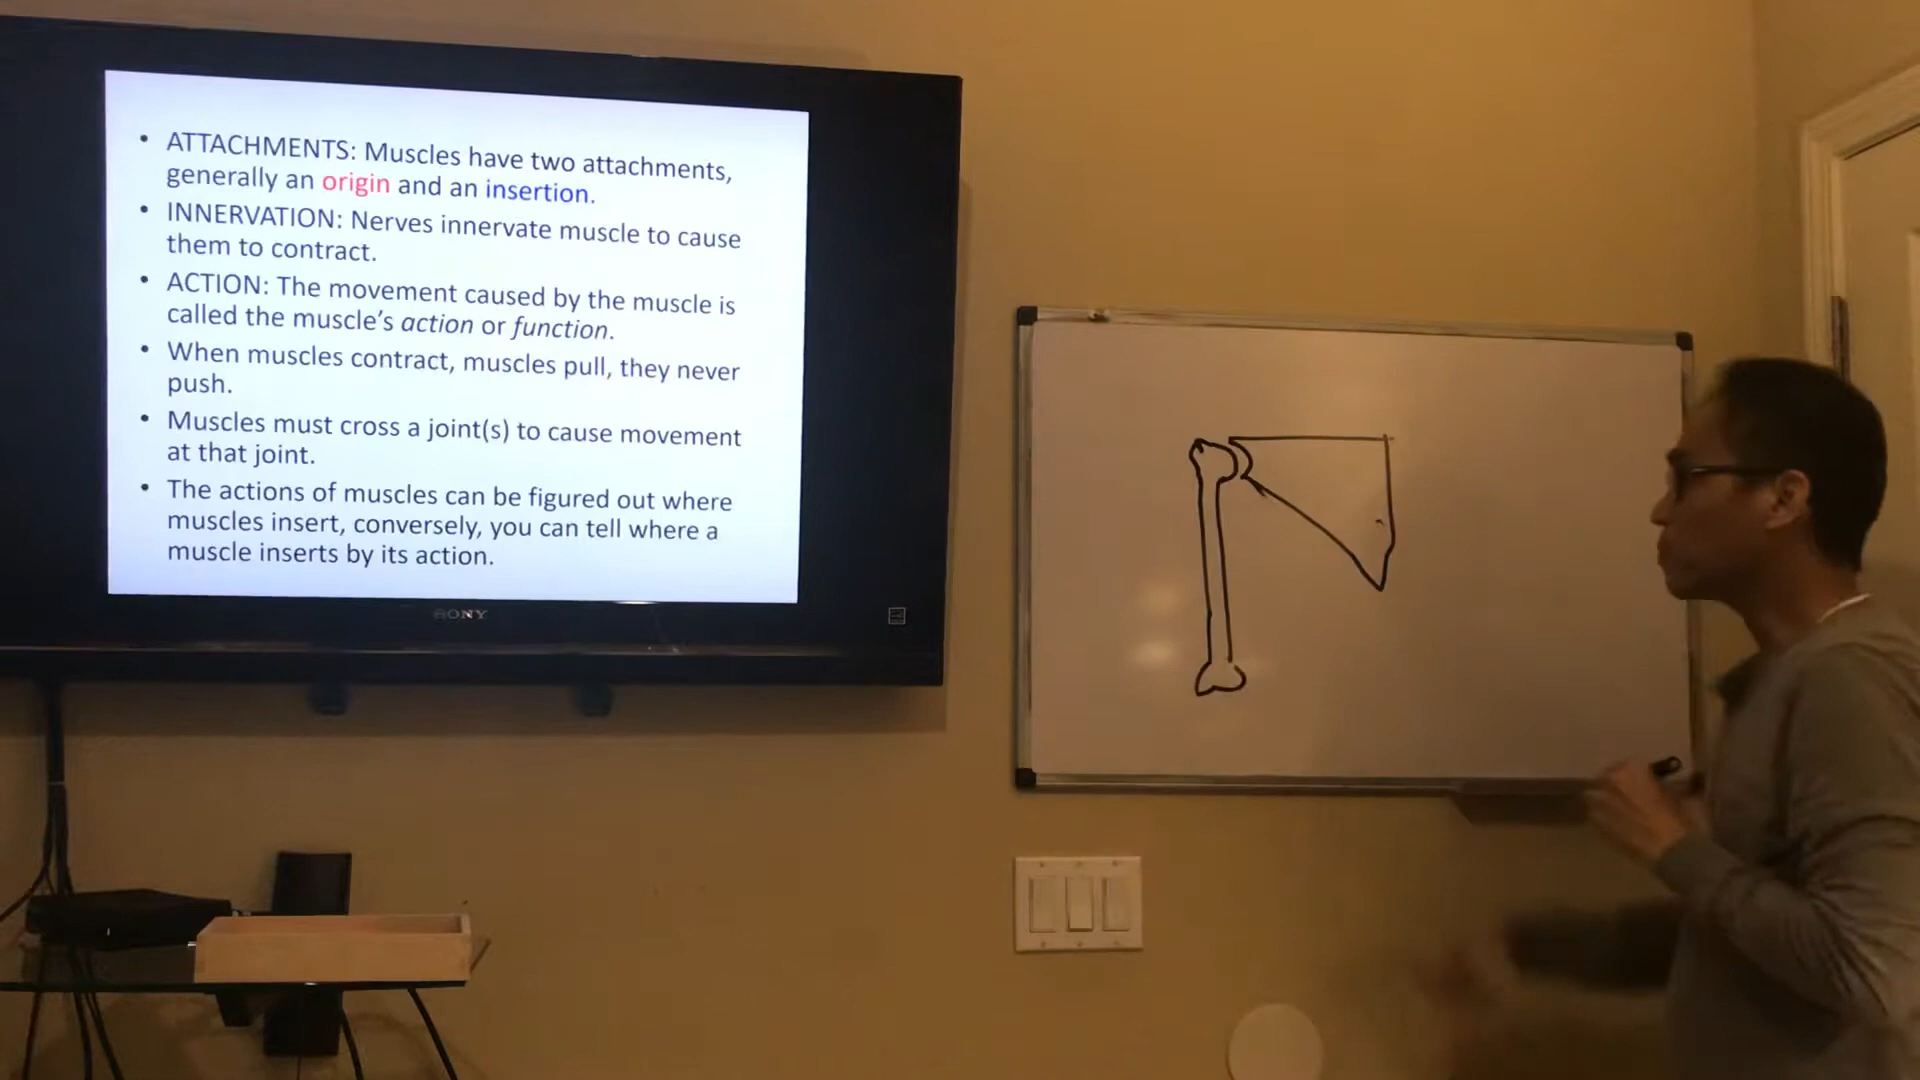 • ATTACHMENTS: Muscles have two attachments,
generally an origin and an insertion.
• INNERVATION: Nerves innervate muscle to cause
them to contract.
• ACTION: The movement caused by the muscle is
called the muscle's action or function.
• When muscles contract, muscles pull, they never
push.
• Muscles must cross a joint(s) to cause movement
at that joint.
• The actions of muscles can be figured out where
muscles insert, conversely, you can tell where a
muscle inserts by its action.
SONY